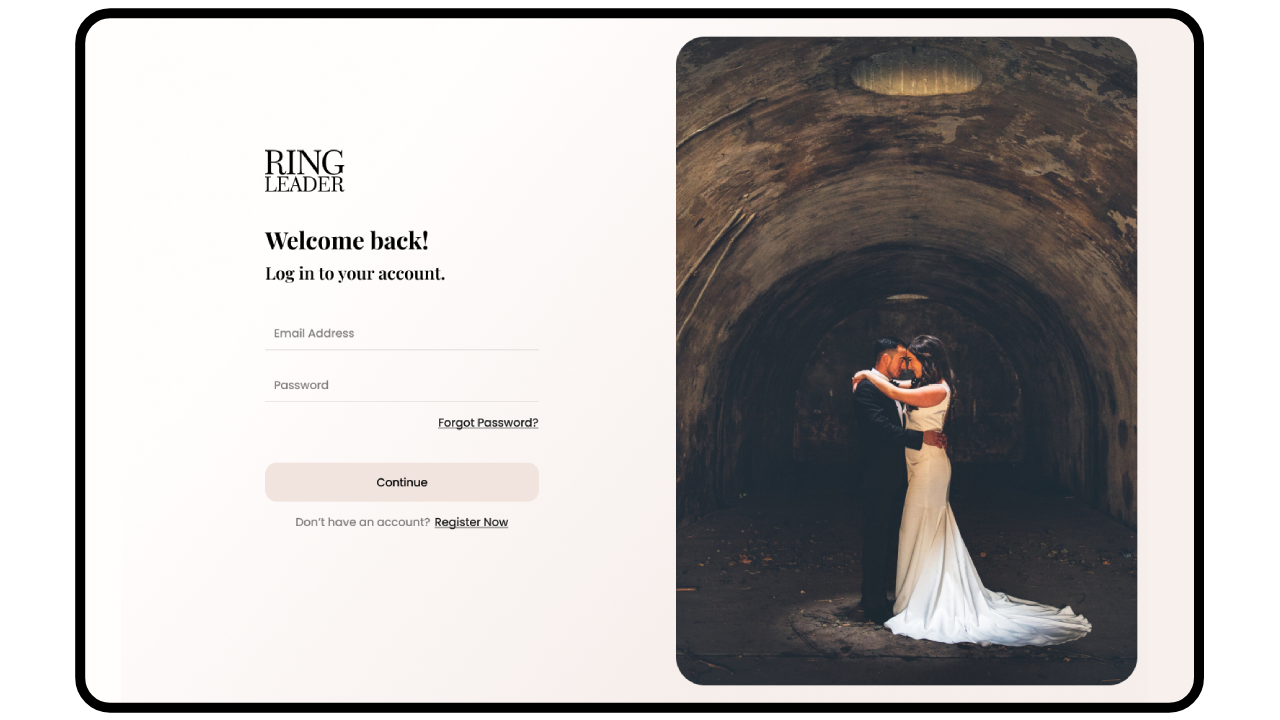 RING
LEADER
Welcome back!
Log in to your account.
Email Address
Password
Forgot Password?
Continue
Don't have an account? Register Now